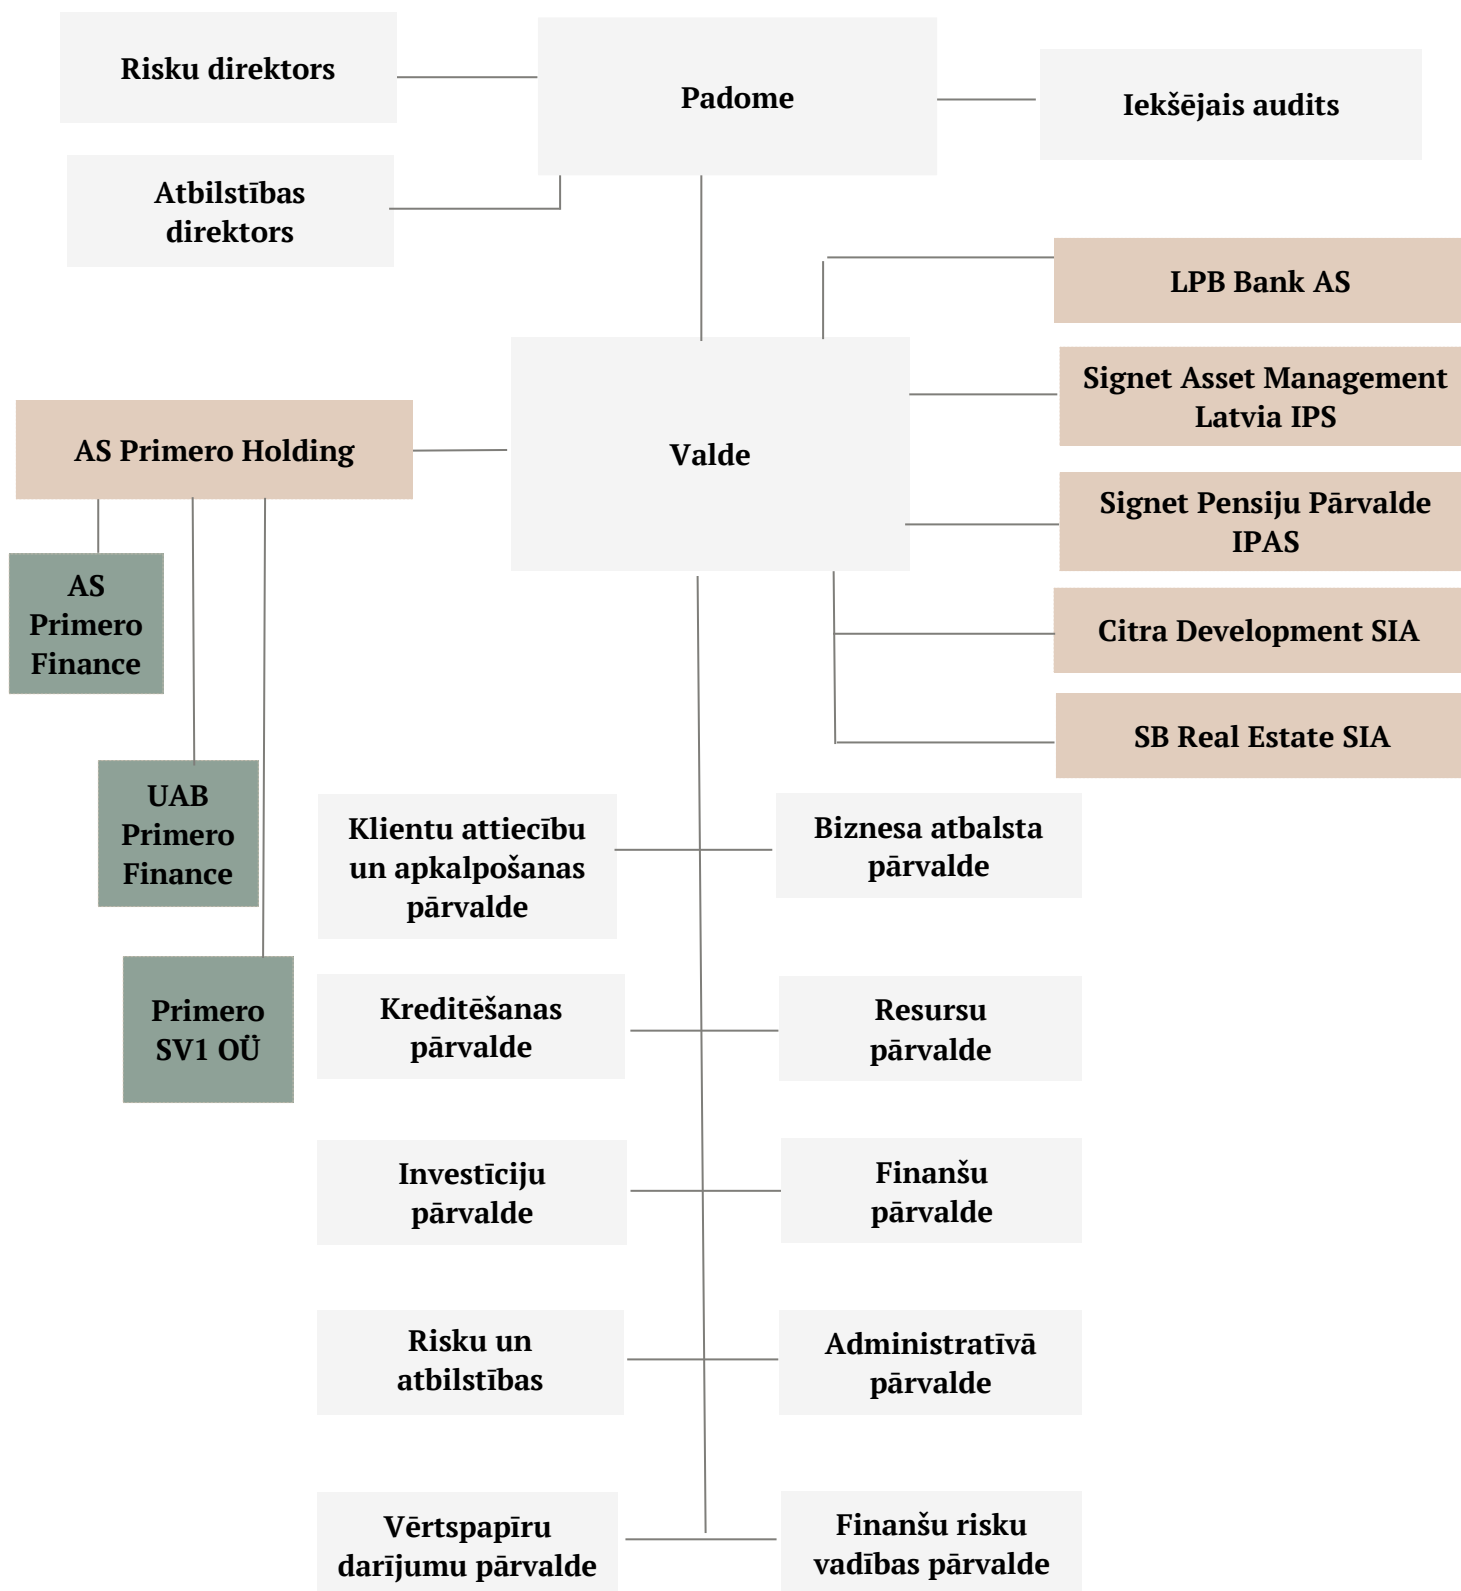 Risku direktors
Padome
Iekšējais audits
Atbilstības
direktors
LPB Bank AS
Signet Asset Management
Latvia IPS
AS Primero Holding
Valde
Signet Pensiju Pārvalde
IPAS
AS
Primero
Finance
Citra Development SIA
SB Real Estate SIA
UAB
Primero
Finance
Klientu attiecību
un apkalpošanas
pārvalde
Biznesa atbalsta
pārvalde
Primero
SV1 OÜ
Kreditēšanas
pārvalde
Resursu
pārvalde
Investīciju
pārvalde
Finanšu
pārvalde
Risku un
atbilstības
Administratīvā
pārvalde
Vērtspapīru
darījumu pārvalde
Finanšu risku
vadības pārvalde